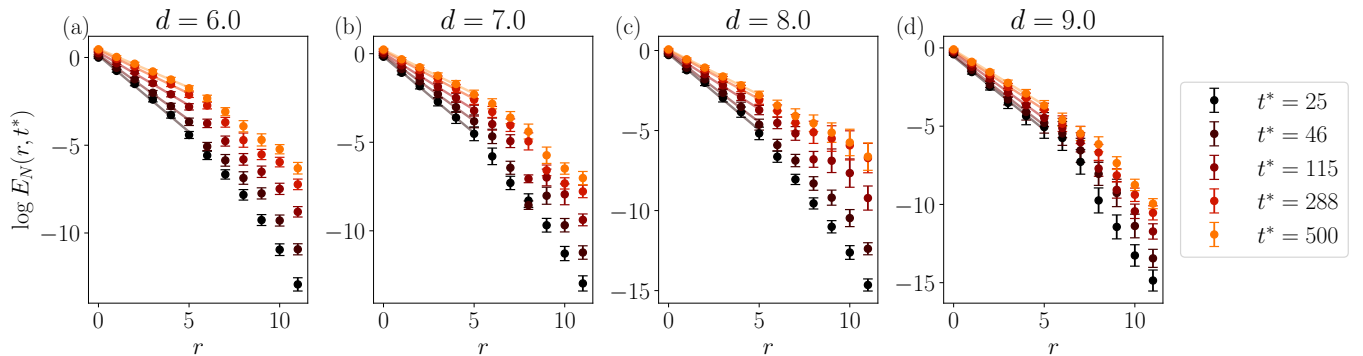 (a) d = 6.0
(b) d = 7.0
(c) d = 8.0
(d) d = 9.0
log E_N(r, t*)
0
−5
−10
0 5 10
r
0
−5
−10
0 5 10
r
0
−5
−10
−15
0 5 10
r
0
−5
−10
−15
0 5 10
r
t* = 25
t* = 46
t* = 115
t* = 288
t* = 500